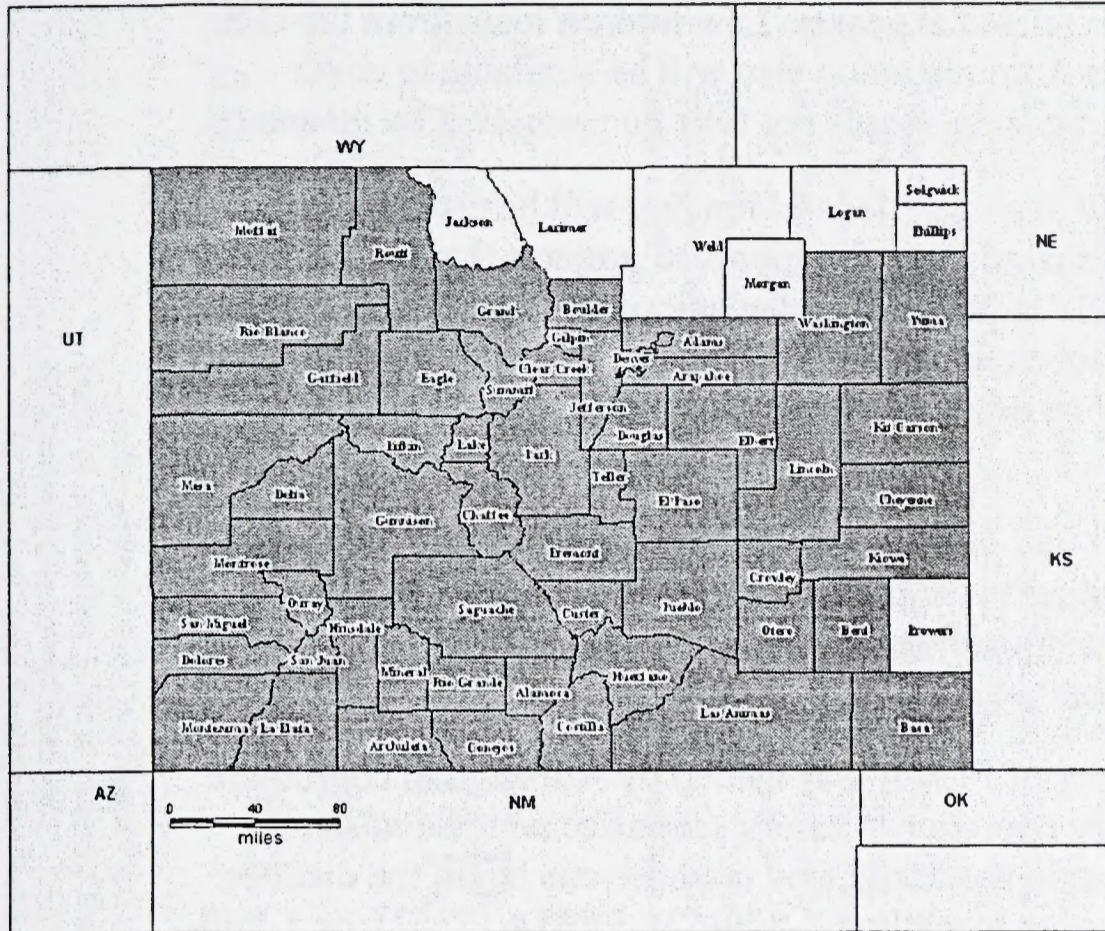 WY
Sedgwick
Moffat
Jackson
Larimer
Logan
Phillips
Routt
Weld
NE
Morgan
Grand
Boulder
Rio Blanco
Washington
Yuma
UT
Gilpin
Adams
Denver
Clear Creek
Garfield
Eagle
Arapahoe
Summit
Jefferson
Kit Carson
Pitkin
Lake
Douglas
Elbert
Park
Lincoln
Mesa
Teller
Delta
El Paso
Cheyenne
Gunnison
Chaffee
Fremont
Montrose
Kiowa
KS
Crowley
Ouray
Saguache
Custer
Pueblo
San Miguel
Hinsdale
Otero
Bent
Prowers
Dolores
San Juan
Mineral
Rio Grande
Huerfano
Alamosa
Montezuma
La Plata
Costilla
Las Animas
Baca
Archuleta
Conejos
AZ
NM
OK
0 40 80
miles